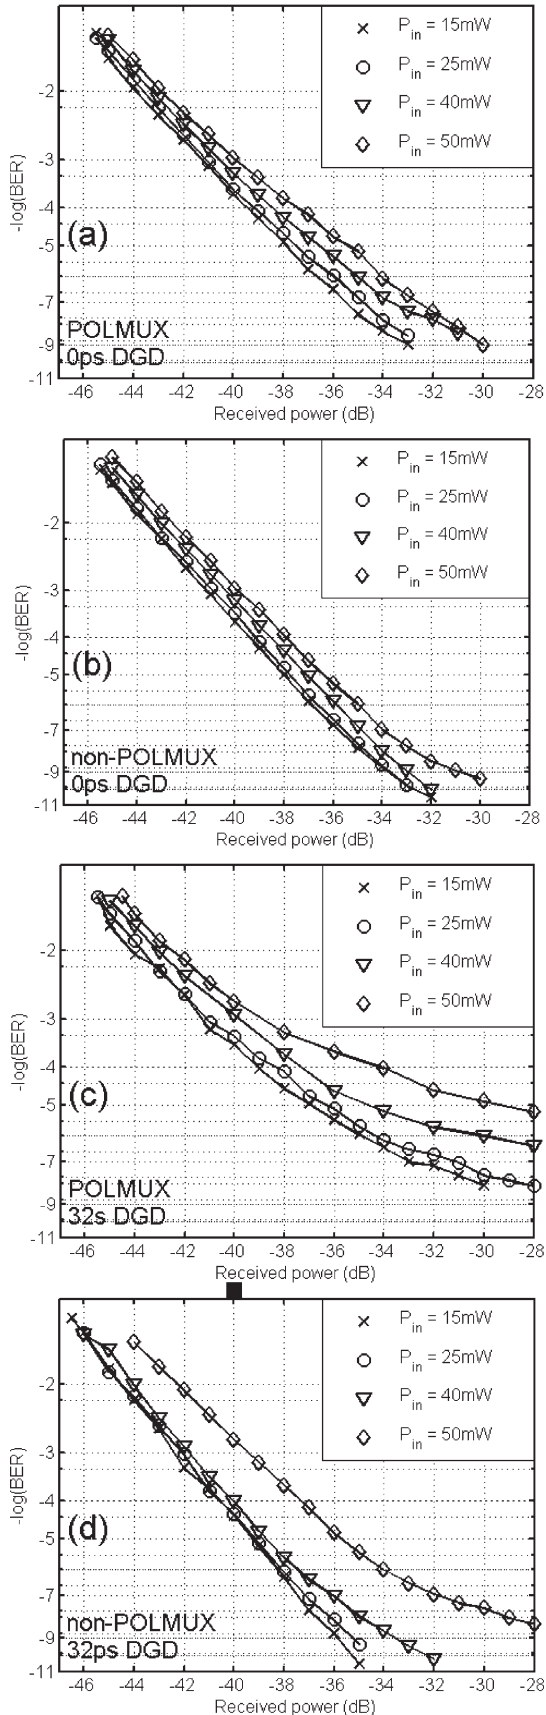 P_in = 15mW
P_in = 25mW
P_in = 40mW
P_in = 50mW
-2
-3
-4
-5
-7
-9
-11
-log(BER)
(a)
POLMUX
0ps DGD
-46 -44 -42 -40 -38 -36 -34 -32 -30 -28
Received power (dB)
P_in = 15mW
P_in = 25mW
P_in = 40mW
P_in = 50mW
-2
-3
-4
-5
-7
-9
-11
-log(BER)
(b)
non-POLMUX
0ps DGD
-46 -44 -42 -40 -38 -36 -34 -32 -30 -28
Received power (dB)
P_in = 15mW
P_in = 25mW
P_in = 40mW
P_in = 50mW
-2
-3
-4
-5
-7
-9
-11
-log(BER)
(c)
POLMUX
32s DGD
-46 -44 -42 -40 -38 -36 -34 -32 -30 -28
Received power (dB)
P_in = 15mW
P_in = 25mW
P_in = 40mW
P_in = 50mW
-2
-3
-4
-5
-7
-9
-11
-log(BER)
(d)
non-POLMUX
32ps DGD
-46 -44 -42 -40 -38 -36 -34 -32 -30 -28
Received power (dB)